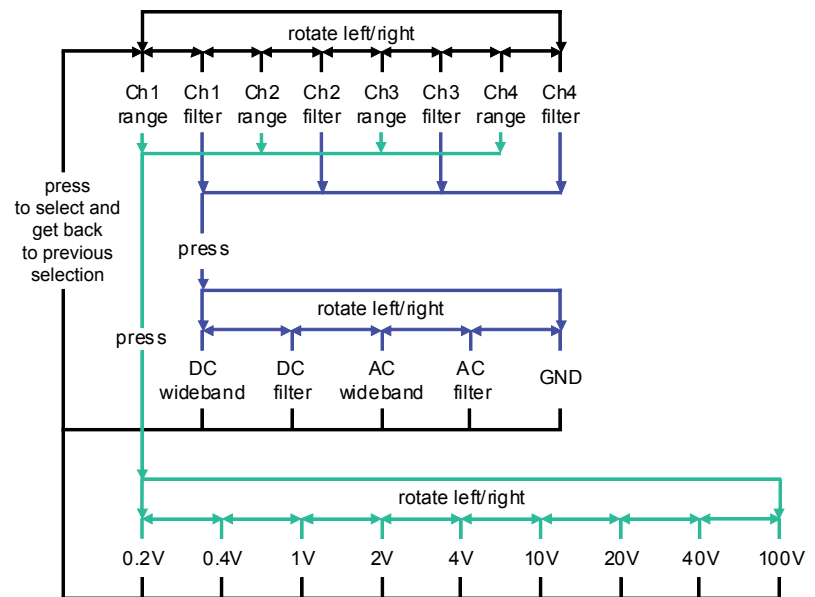 rotate left/right
Ch1 Ch1 Ch2 Ch2 Ch3 Ch3 Ch4 Ch4
range filter range filter range filter range filter
press
to select and
get back
to previous
selection
press
rotate left/right
press
DC DC AC AC GND
wideband filter wideband filter
rotate left/right
0.2V 0.4V 1V 2V 4V 10V 20V 40V 100V